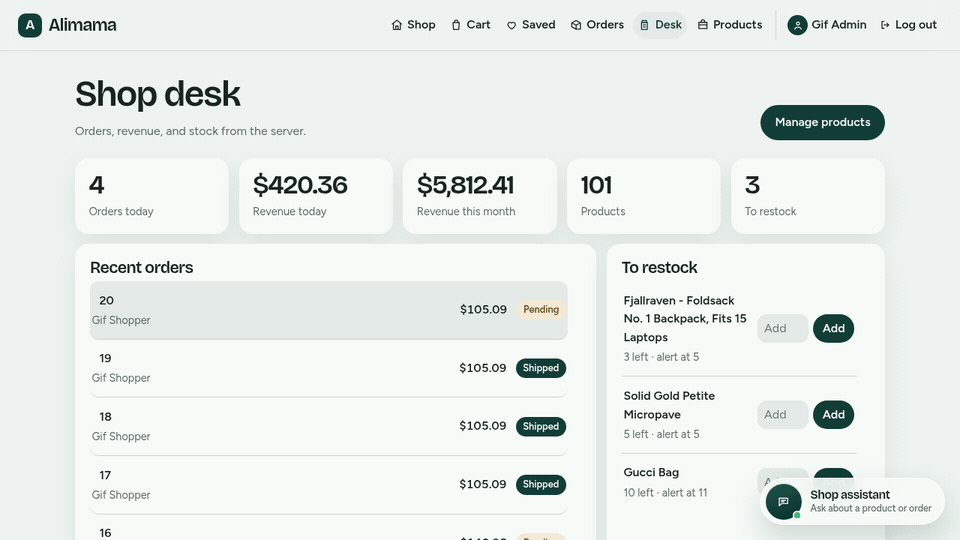 A Alimama
Shop Cart Saved Orders Desk Products Gif Admin Log out
Shop desk
Orders, revenue, and stock from the server.
Manage products
4
Orders today
$420.36
Revenue today
$5,812.41
Revenue this month
101
Products
3
To restock
Recent orders
20
Gif Shopper
$105.09 Pending
19
Gif Shopper
$105.09 Shipped
18
Gif Shopper
$105.09 Shipped
17
Gif Shopper
$105.09 Shipped
16
To restock
Fjallraven - Foldsack
No. 1 Backpack, Fits 15
Laptops
3 left · alert at 5
Add Add
Solid Gold Petite
Micropave
5 left · alert at 5
Add Add
Gucci Bag
10 left · alert at 11
Shop assistant
Ask about a product or order